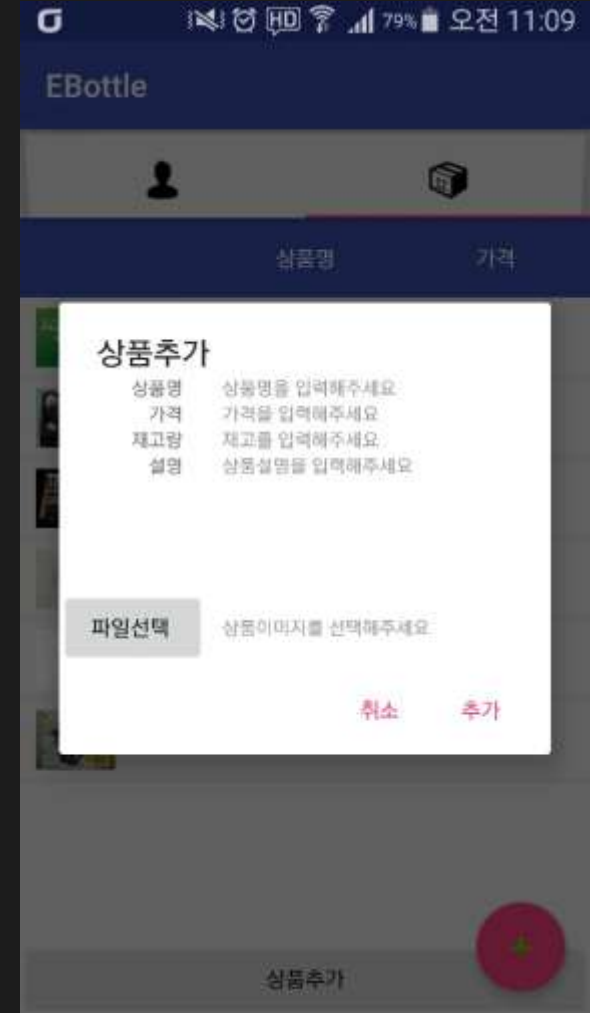 HD 79% 오전 11:09
EBottle
상품명 가격
상품추가
상품명 상품명을 입력해주세요
가격 가격을 입력해주세요
재고량 재고를 입력해주세요
설명 상품설명을 입력해주세요
파일선택 상품이미지를 선택해주세요
취소 추가
상품추가